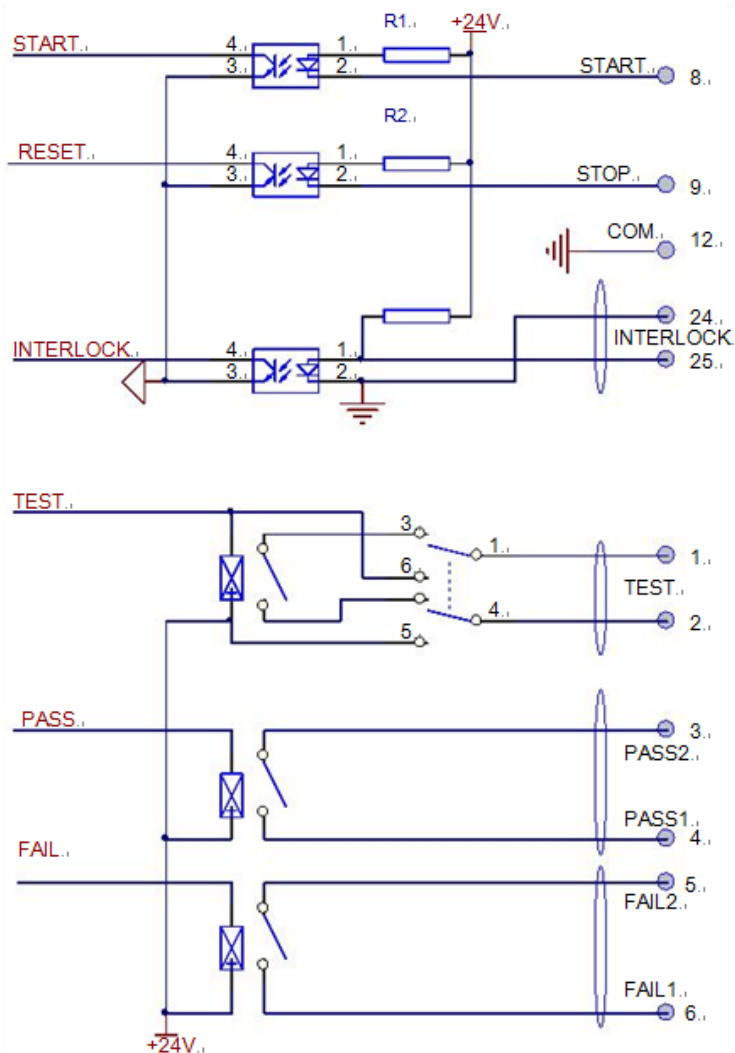 R1.
+24V.
START.
4.
1.
3.
2.
START.
8.
R2.
RESET.
4.
1.
3.
2.
STOP.
9.
COM.
12.
24.
INTERLOCK.
INTERLOCK.
4.
1.
25.
3.
2.
TEST.
3
1.
1.
6
TEST.
4.
2.
5
PASS.
3.
PASS2.
PASS1.
4.
FAIL.
5.
FAIL2.
FAIL1.
6.
+24V.